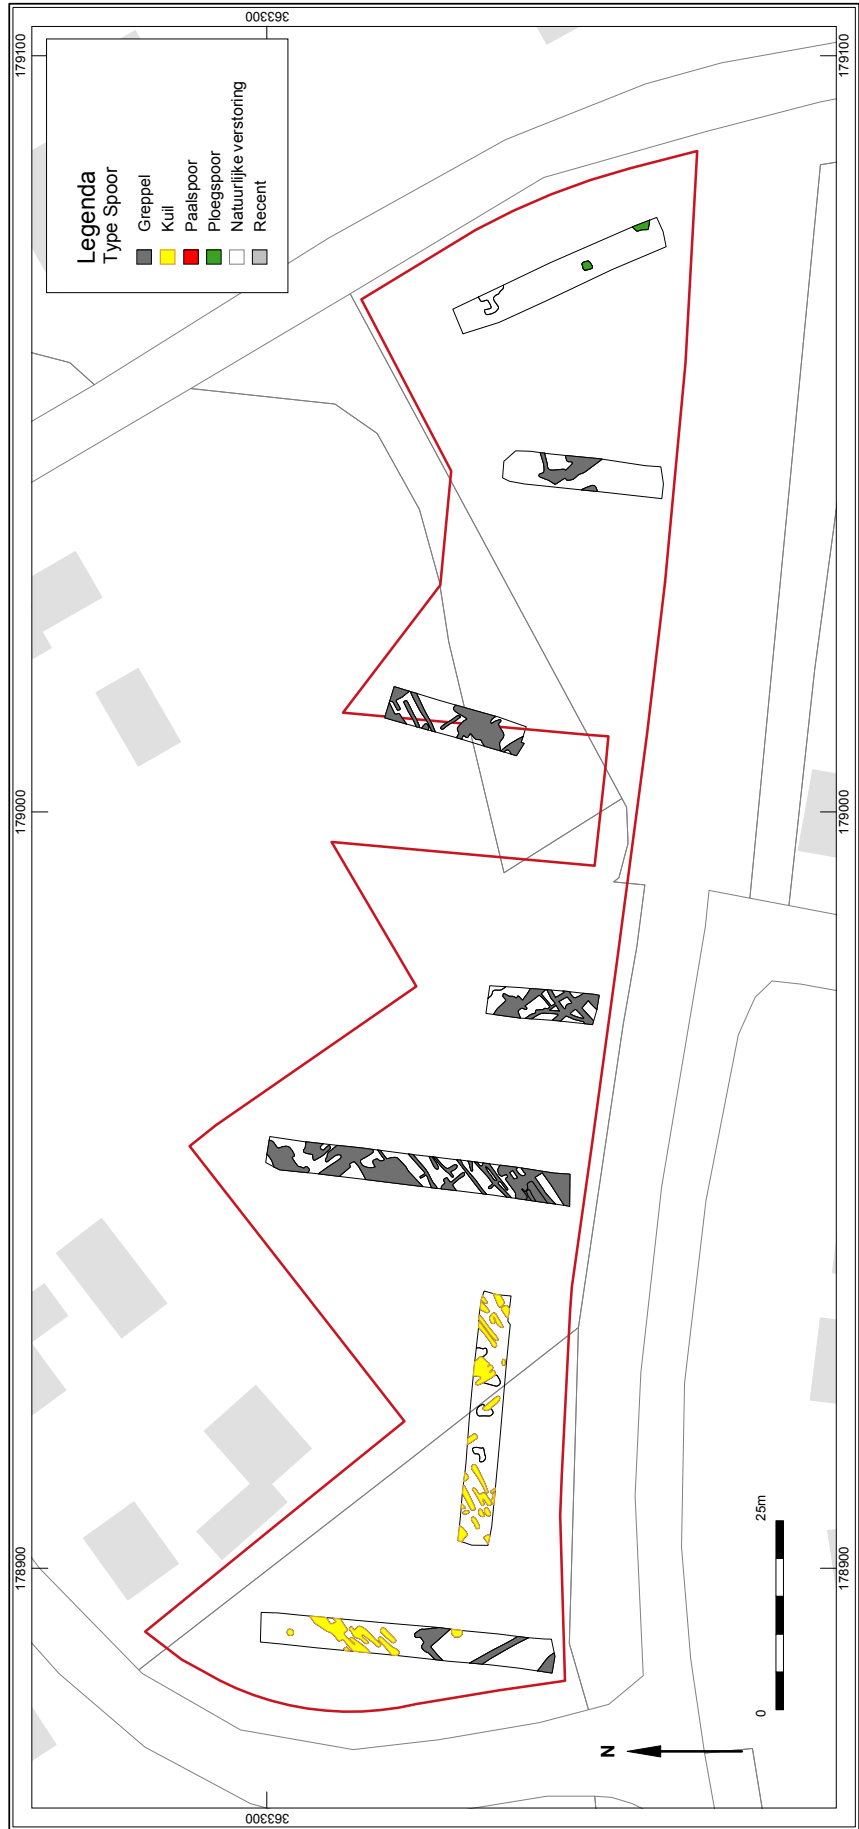 Legenda
Type Spoor
Greppel
Kuil
Paalspoor
Ploegspoor
Natuurlijke verstoring
Recent
363300
363300
178900
179000
179100
178900
179000
179100
N
0 25m